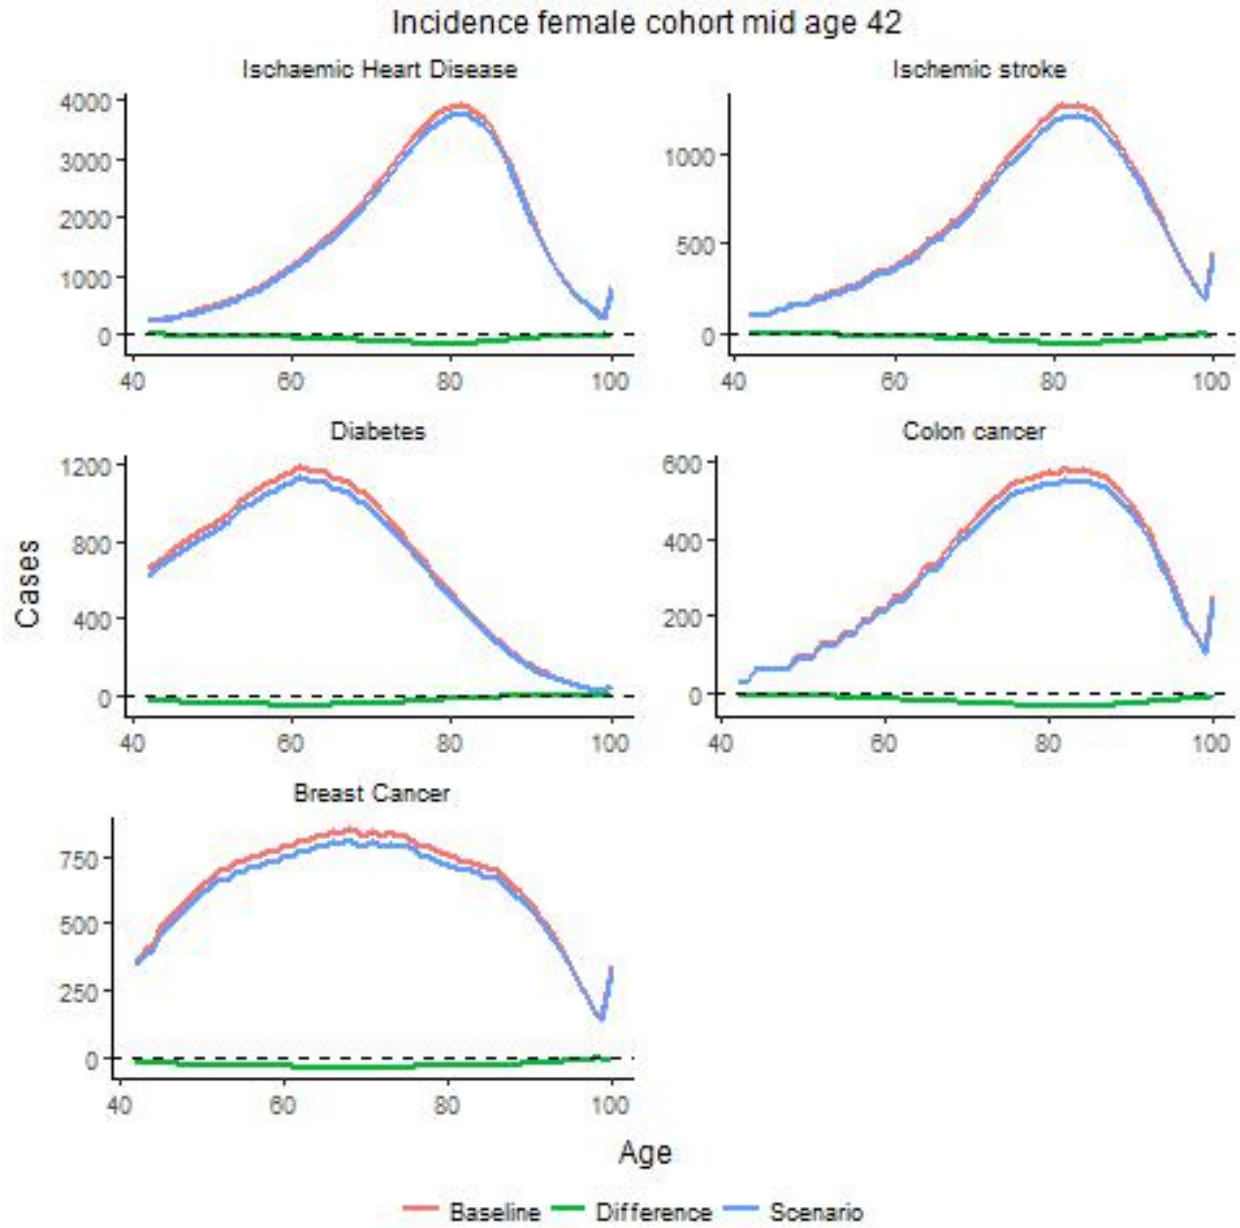 Incidence female cohort mid age 42
Ischaemic Heart Disease
4000
3000
2000
1000
0
40 60 80 100
Ischemic stroke
1000
500
0
40 60 80 100
Diabetes
1200
800
400
0
40 60 80 100
Colon cancer
600
400
200
0
40 60 80 100
Breast Cancer
750
500
250
0
40 60 80 100
Cases
Age
Baseline Difference Scenario